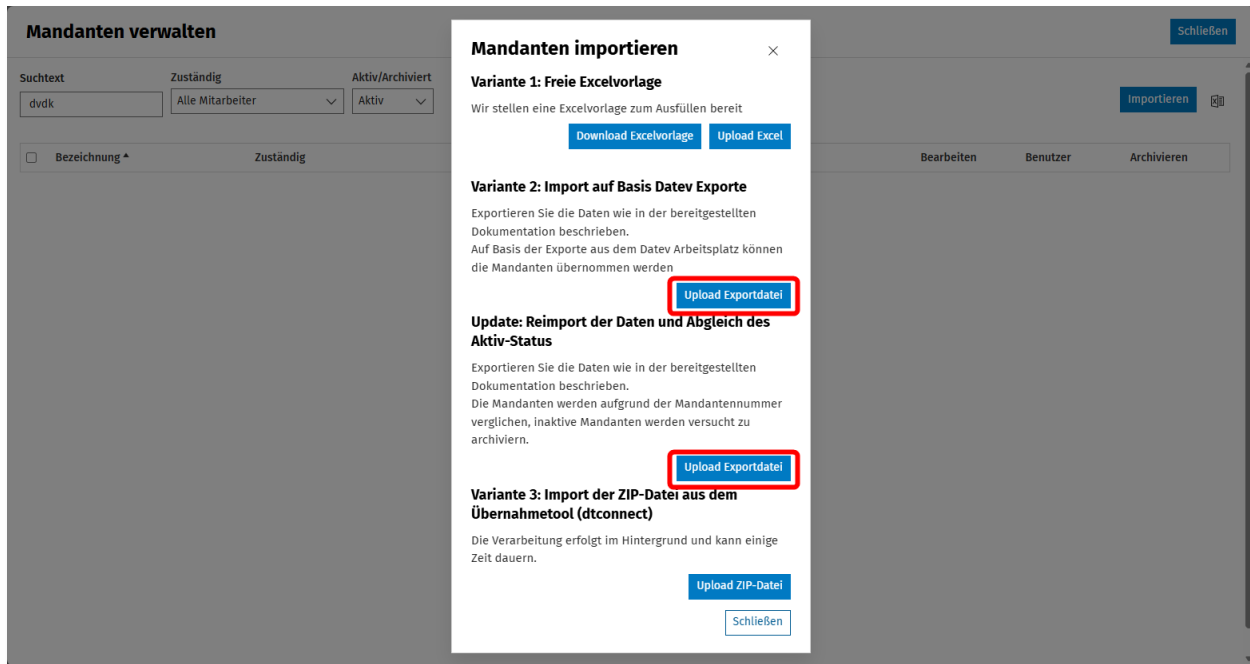 Mandanten verwalten
Schließen
Suchtext
Zuständig
Aktiv/Archiviert
dvdk
Alle Mitarbeiter
Aktiv
Importieren
Bezeichnung
Zuständig
Bearbeiten
Benutzer
Archivieren
Mandanten importieren
Variante 1: Freie Excelvorlage
Wir stellen eine Excelvorlage zum Ausfüllen bereit
Download Excelvorlage
Upload Excel
Variante 2: Import auf Basis Datev Exporte
Exportieren Sie die Daten wie in der bereitgestellten
Dokumentation beschrieben.
Auf Basis der Exporte aus dem Datev Arbeitsplatz können
die Mandanten übernommen werden
Upload Exportdatei
Update: Reimport der Daten und Abgleich des
Aktiv-Status
Exportieren Sie die Daten wie in der bereitgestellten
Dokumentation beschrieben.
Die Mandanten werden aufgrund der Mandantennummer
verglichen, inaktive Mandanten werden versucht zu
archiviern.
Upload Exportdatei
Variante 3: Import der ZIP-Datei aus dem
Übernahmetool (dtconnect)
Die Verarbeitung erfolgt im Hintergrund und kann einige
Zeit dauern.
Upload ZIP-Datei
Schließen